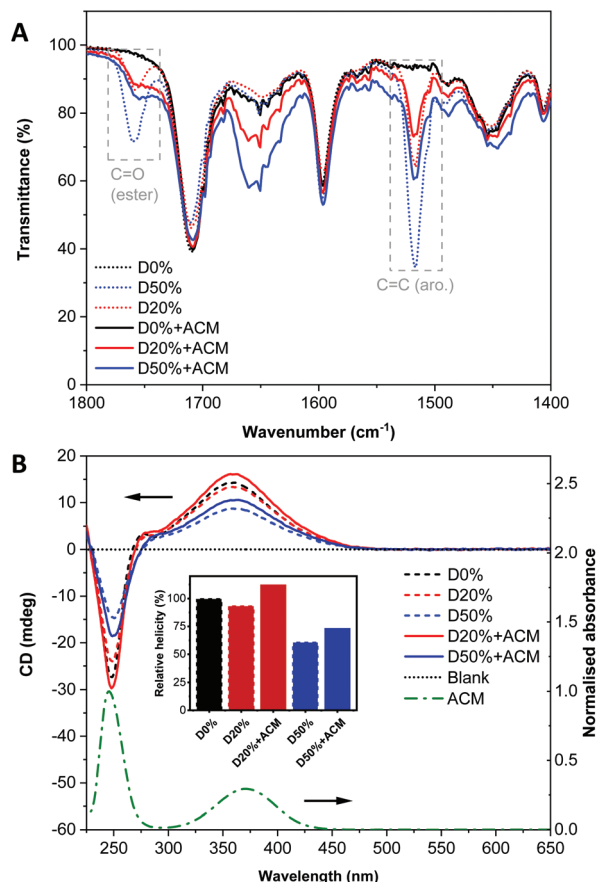 A
100
80
60
40
20
0
Transmittance (%)
C=O
(ester)
C=C (aro.)
D0%
D50%
D20%
D0%+ACM
D20%+ACM
D50%+ACM
1800
1700
1600
1500
1400
Wavenumber (cm-1)
B
20
10
0
-10
-20
-30
-40
-50
-60
CD (mdeg)
2.5
2.0
1.5
1.0
0.5
0.0
Normalised absorbance
100
75
50
25
0
Relative helicity (%)
D0%
D20%
D20%+ACM
D50%
D50%+ACM
D0%
D20%
D50%
D20%+ACM
D50%+ACM
Blank
ACM
250
300
350
400
450
500
550
600
650
Wavelength (nm)